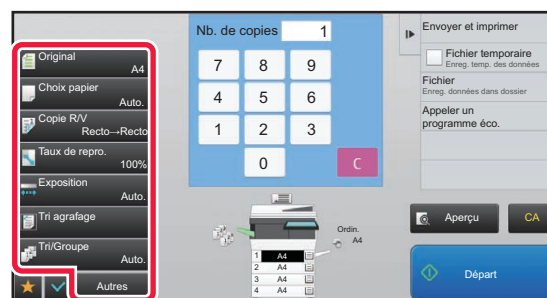 Original
A4
Choix papier
Auto.
Copie R/V
Recto→Recto
Taux de repro.
100%
Exposition
Auto.
Tri agrafage
Tri/Groupe
Auto.
Autres
Nb. de copies 1
7 8 9
4 5 6
1 2 3
0 C
Ordin.
A4
1 A4
2 A4
3 A4
4 A4
Envoyer et imprimer
Fichier temporaire
Enreg. temp. des données
Fichier
Enreg. données dans dossier
Appeler un
programme éco.
Aperçu CA
Départ